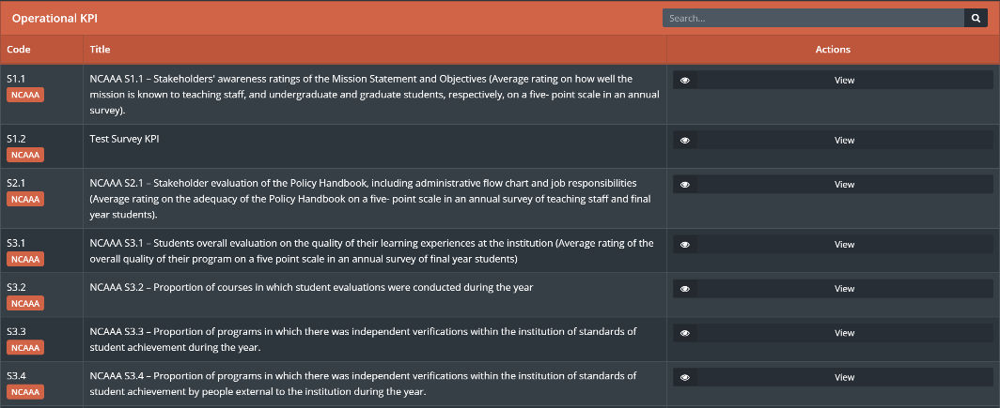 Operational KPI
Search...
Code Title Actions
S1.1
NCAAA
NCAAA S1.1 – Stakeholders' awareness ratings of the Mission Statement and Objectives (Average rating on how well the
mission is known to teaching staff, and undergraduate and graduate students, respectively, on a five- point scale in an annual
survey).
View
S1.2
NCAAA
Test Survey KPI
View
S2.1
NCAAA
NCAAA S2.1 – Stakeholder evaluation of the Policy Handbook, including administrative flow chart and job responsibilities
(Average rating on the adequacy of the Policy Handbook on a five- point scale in an annual survey of teaching staff and final
year students).
View
S3.1
NCAAA
NCAAA S3.1 – Students overall evaluation on the quality of their learning experiences at the institution (Average rating of the
overall quality of their program on a five point scale in an annual survey of final year students)
View
S3.2
NCAAA
NCAAA S3.2 – Proportion of courses in which student evaluations were conducted during the year
View
S3.3
NCAAA
NCAAA S3.3 – Proportion of programs in which there was independent verifications within the institution of standards of
student achievement during the year.
View
S3.4
NCAAA
NCAAA S3.4 – Proportion of programs in which there was independent verifications within the institution of standards of
student achievement by people external to the institution during the year.
View